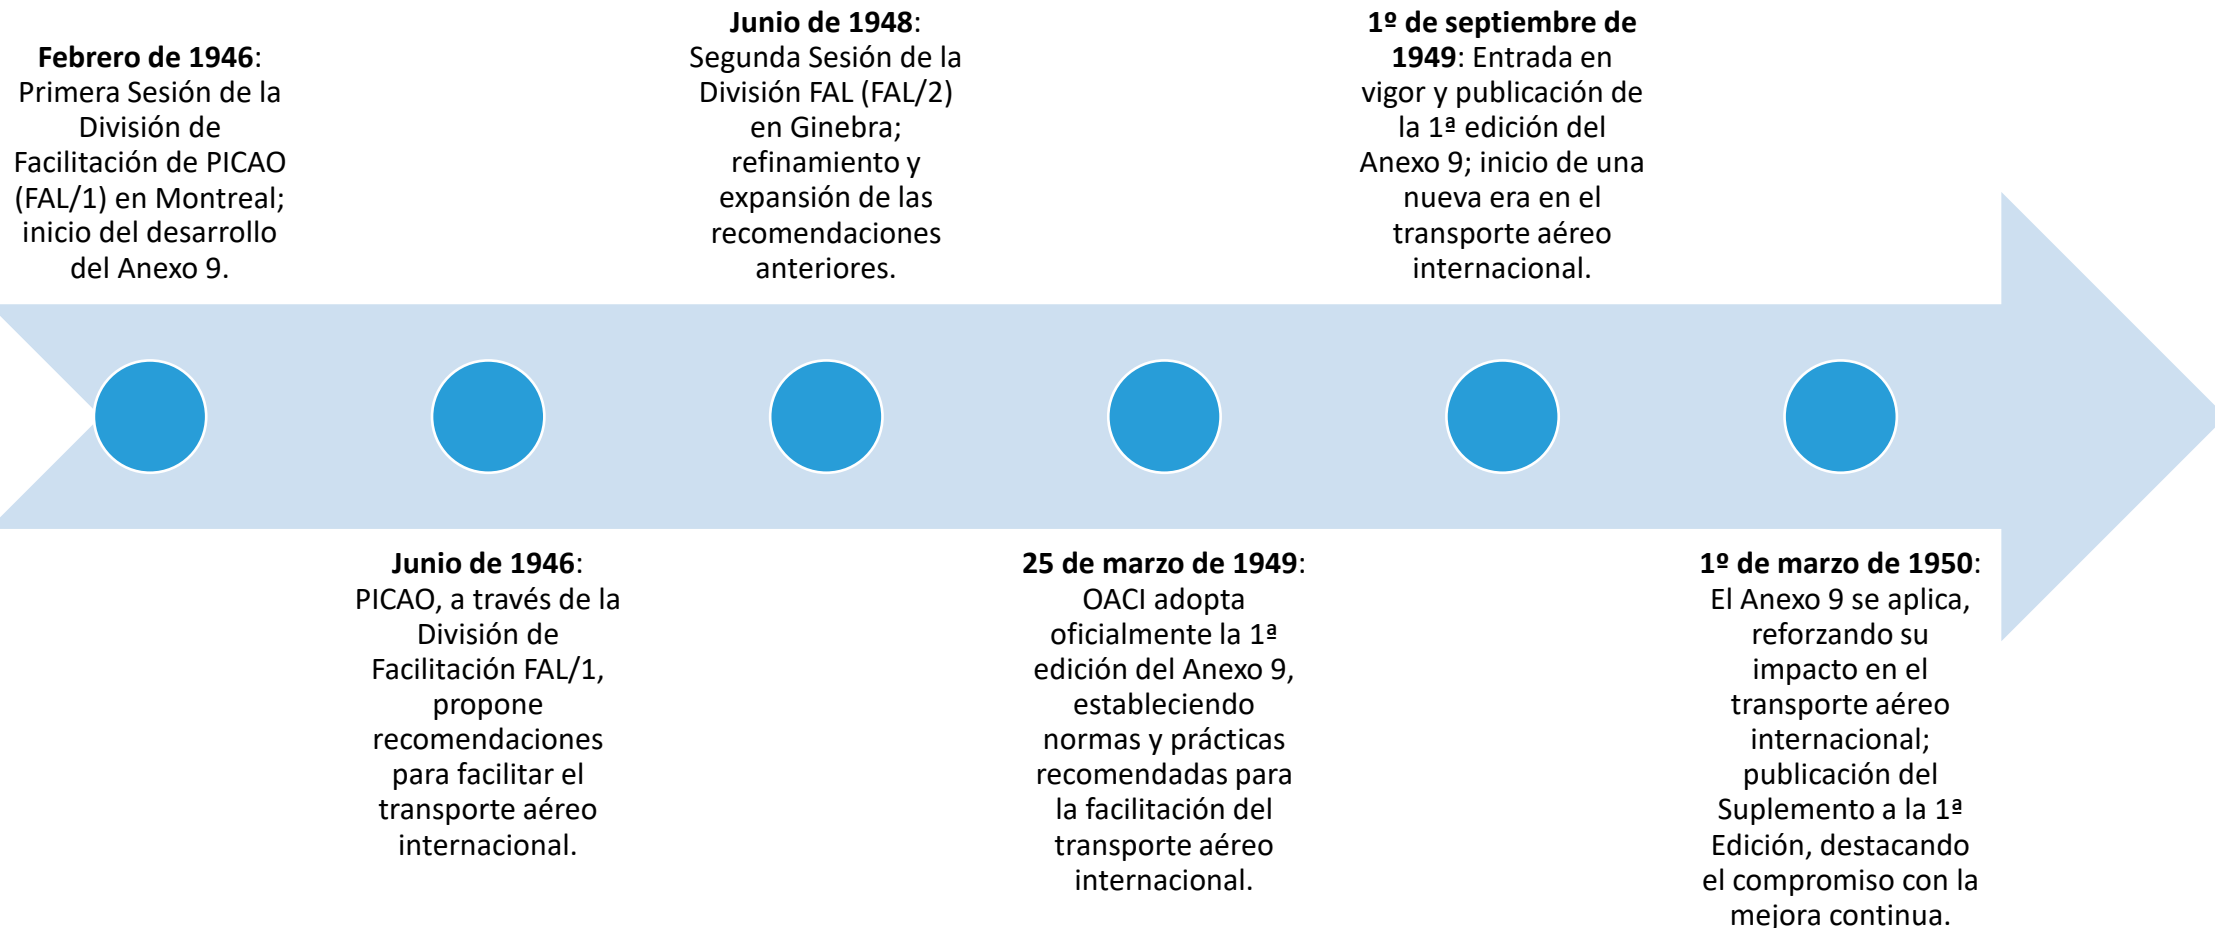 Febrero de 1946:
Primera Sesión de la
División de
Facilitación de PICAO
(FAL/1) en Montreal;
inicio del desarrollo
del Anexo 9.
Junio de 1946:
PICAO, a través de la
División de
Facilitación FAL/1,
propone
recomendaciones
para facilitar el
transporte aéreo
internacional.
Junio de 1948:
Segunda Sesión de la
División FAL (FAL/2)
en Ginebra;
refinamiento y
expansión de las
recomendaciones
anteriores.
25 de marzo de 1949:
OACI adopta
oficialmente la 1ª
edición del Anexo 9,
estableciendo
normas y prácticas
recomendadas para
la facilitación del
transporte aéreo
internacional.
1º de septiembre de
1949: Entrada en
vigor y publicación de
la 1ª edición del
Anexo 9; inicio de una
nueva era en el
transporte aéreo
internacional.
1º de marzo de 1950:
El Anexo 9 se aplica,
reforzando su
impacto en el
transporte aéreo
internacional;
publicación del
Suplemento a la 1ª
Edición, destacando
el compromiso con la
mejora continua.